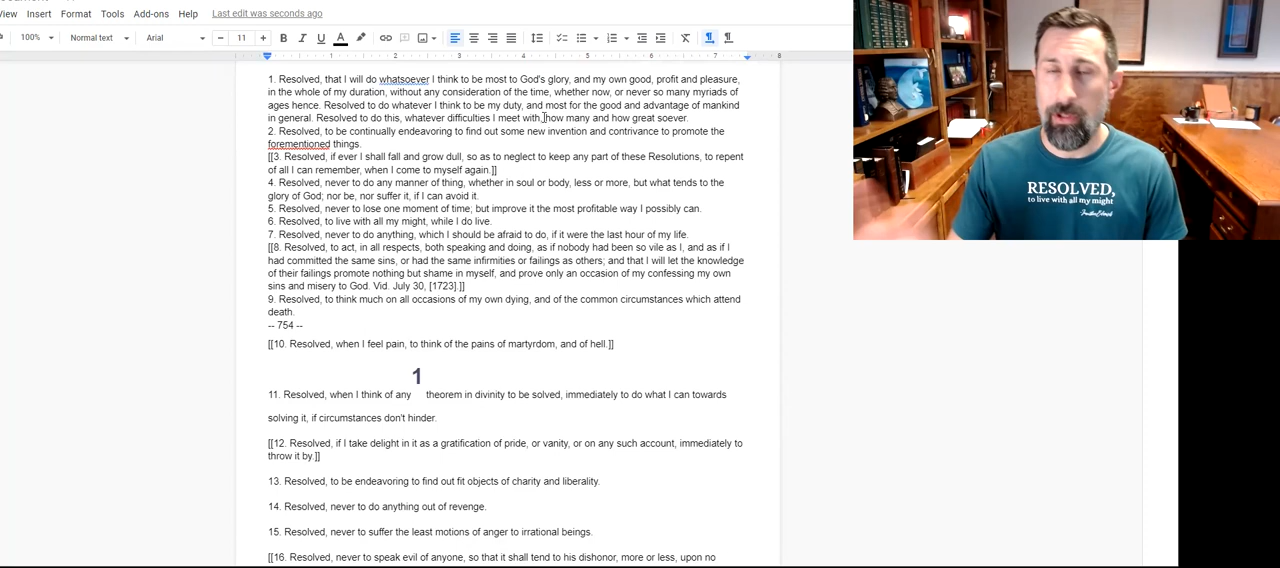 View Insert Format Tools Add-ons Help Last edit was seconds ago
100% Normal text Arial 11 B I U A
2 3 4 5 6 7 8
1. Resolved, that I will do whatsoever I think to be most to God's glory, and my own good, profit and pleasure,
in the whole of my duration, without any consideration of the time, whether now, or never so many myriads of
ages hence. Resolved to do whatever I think to be my duty, and most for the good and advantage of mankind
in general. Resolved to do this, whatever difficulties I meet with, how many and how great soever.
2. Resolved, to be continually endeavoring to find out some new invention and contrivance to promote the
forementioned things.
[[3. Resolved, if ever I shall fall and grow dull, so as to neglect to keep any part of these Resolutions, to repent
of all I can remember, when I come to myself again.]]
4. Resolved, never to do any manner of thing, whether in soul or body, less or more, but what tends to the
glory of God; nor be, nor suffer it, if I can avoid it.
5. Resolved, never to lose one moment of time; but improve it the most profitable way I possibly can.
6. Resolved, to live with all my might, while I do live.
7. Resolved, never to do anything, which I should be afraid to do, if it were the last hour of my life.
[[8. Resolved, to act, in all respects, both speaking and doing, as if nobody had been so vile as I, and as if I
had committed the same sins, or had the same infirmities or failings as others; and that I will let the knowledge
of their failings promote nothing but shame in myself, and prove only an occasion of my confessing my own
sins and misery to God. Vid. July 30, [1723].]]
9. Resolved, to think much on all occasions of my own dying, and of the common circumstances which attend
death.
-- 754 --
[[10. Resolved, when I feel pain, to think of the pains of martyrdom, and of hell.]]
11. Resolved, when I think of any 1 theorem in divinity to be solved, immediately to do what I can towards
solving it, if circumstances don't hinder.
[[12. Resolved, if I take delight in it as a gratification of pride, or vanity, or on any such account, immediately to
throw it by.]]
13. Resolved, to be endeavoring to find out fit objects of charity and liberality.
14. Resolved, never to do anything out of revenge.
15. Resolved, never to suffer the least motions of anger to irrational beings.
[[16. Resolved, never to speak evil of anyone, so that it shall tend to his dishonor, more or less, upon no
RESOLVED,
to live with all my might
Jonathan Edwards